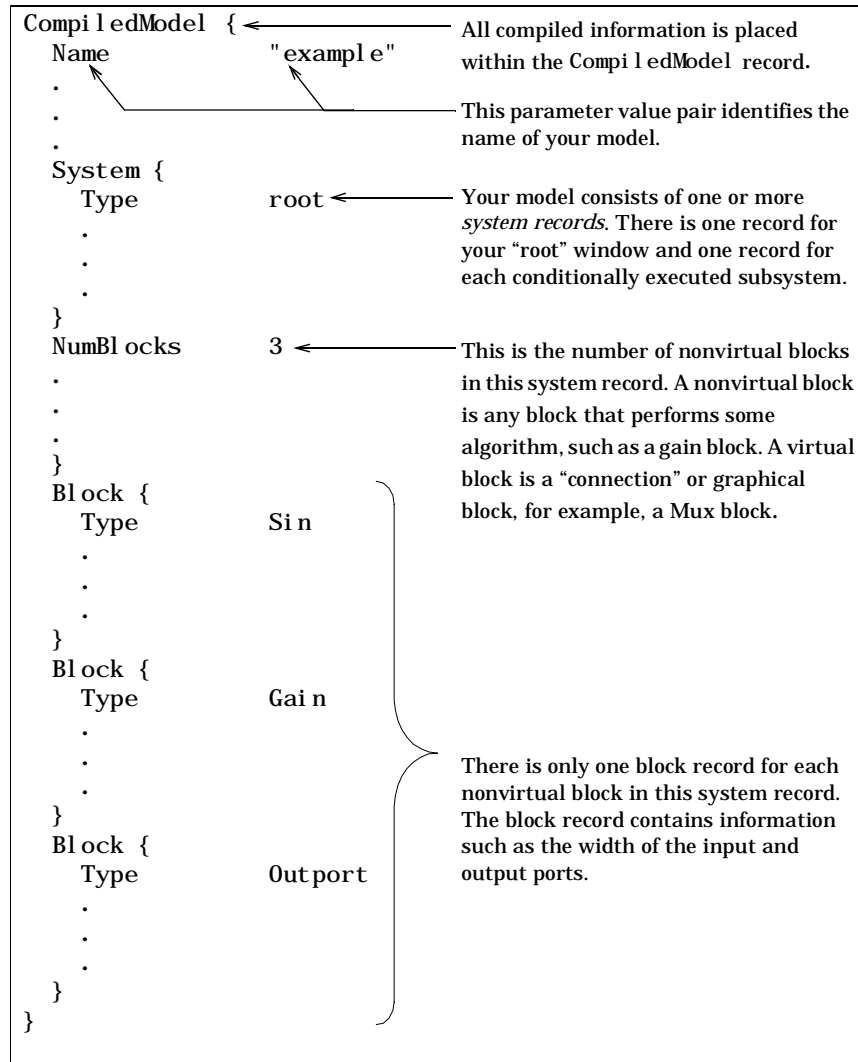 CompiledModel {
All compiled information is placed
within the CompiledModel record.
Name "example"
.
.
.
This parameter value pair identifies the
name of your model.
System {
Type root
.
.
.
}
Your model consists of one or more
system records. There is one record for
your “root” window and one record for
each conditionally executed subsystem.
NumBlocks 3
.
.
.
}
This is the number of nonvirtual blocks
in this system record. A nonvirtual block
is any block that performs some
algorithm, such as a gain block. A virtual
block is a “connection” or graphical
block, for example, a Mux block.
Block {
Type Sin
.
.
.
}
Block {
Type Gain
.
.
.
}
Block {
Type Outport
.
.
.
}
}
There is only one block record for each
nonvirtual block in this system record.
The block record contains information
such as the width of the input and
output ports.